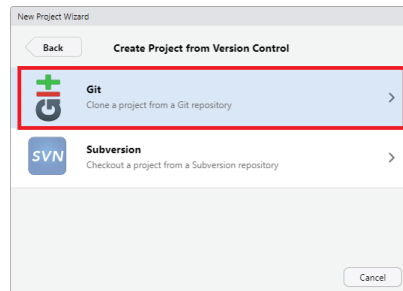 New Project Wizard
Back
Create Project from Version Control
git
Git
Clone a project from a Git repository
SVN
Subversion
Checkout a project from a Subversion repository
Cancel